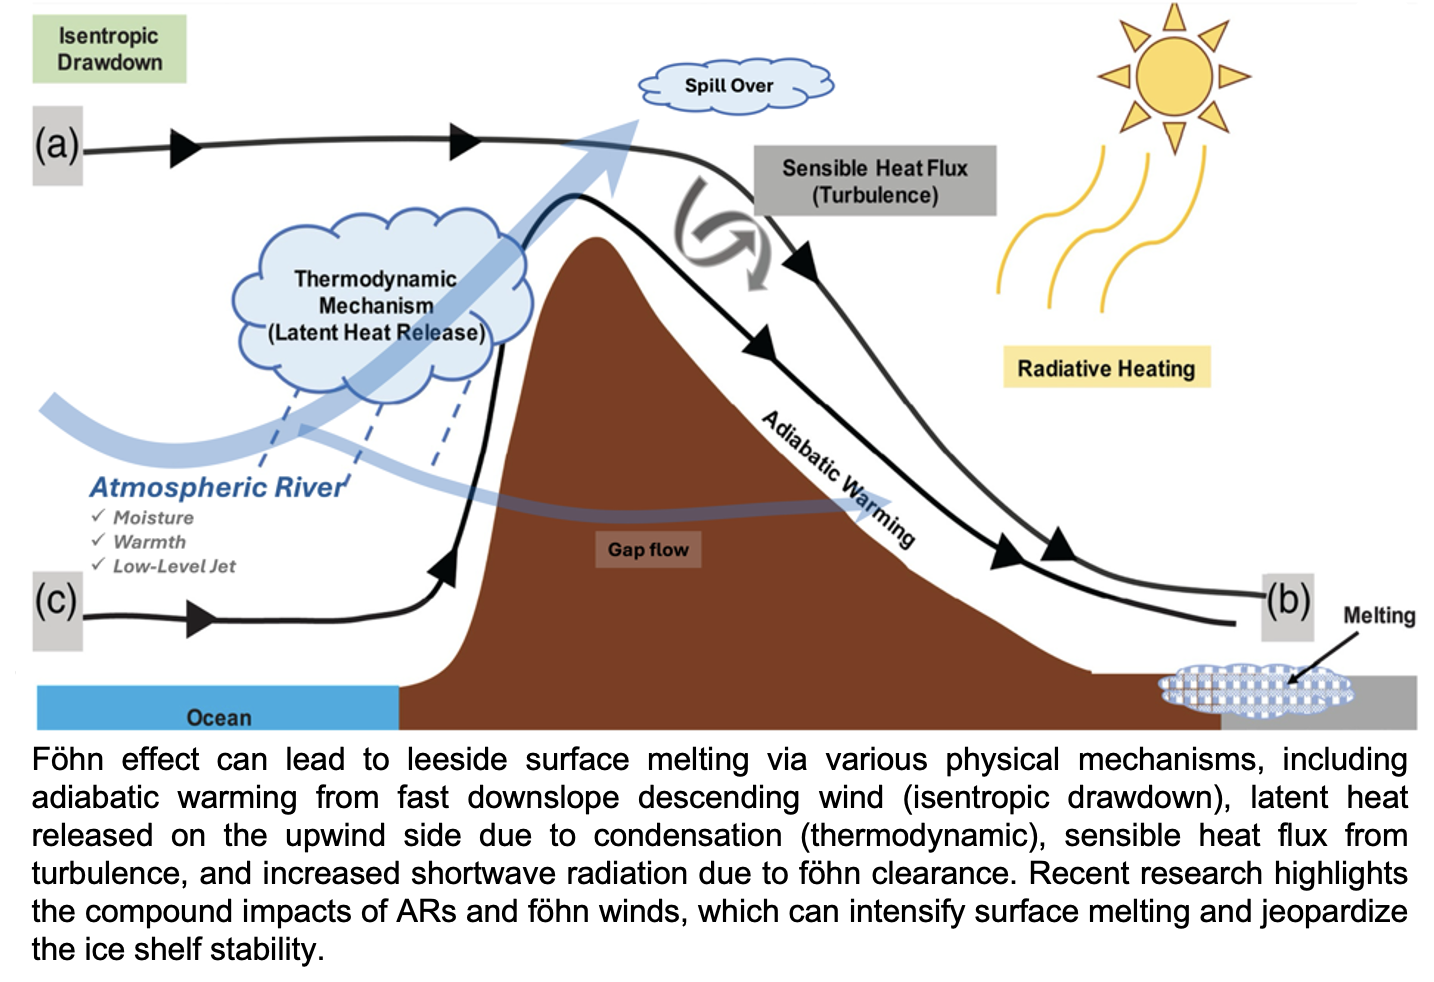 Isentropic
Drawdown
(a)
Spill Over
Sensible Heat Flux
(Turbulence)
Thermodynamic
Mechanism
(Latent Heat Release)
Radiative Heating
Atmospheric River
✓ Moisture
✓ Warmth
✓ Low-Level Jet
Adiabatic Warming
Gap flow
(c)
(b)
Melting
Ocean
Föhn effect can lead to leeside surface melting via various physical mechanisms, including
adiabatic warming from fast downslope descending wind (isentropic drawdown), latent heat
released on the upwind side due to condensation (thermodynamic), sensible heat flux from
turbulence, and increased shortwave radiation due to föhn clearance. Recent research highlights
the compound impacts of ARs and föhn winds, which can intensify surface melting and jeopardize
the ice shelf stability.